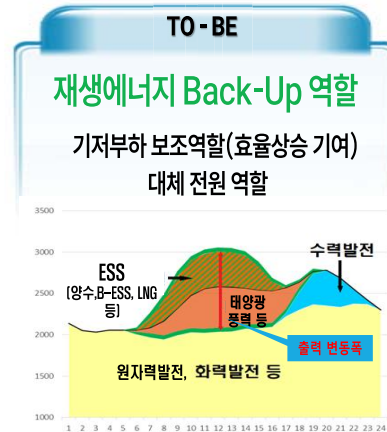 TO - BE
재생에너지 Back-Up 역할
기저부하 보조역할(효율상승 기여)
대체 전원 역할
3500
3000
2500
2000
1500
1000
수력발전
ESS
(양수,B-ESS, LNG
등)
태양광
풍력 등
출력 변동폭
원자력발전, 화력발전 등
1 2 3 4 5 6 7 8 9 10 11 12 13 14 15 16 17 18 19 20 21 22 23 24